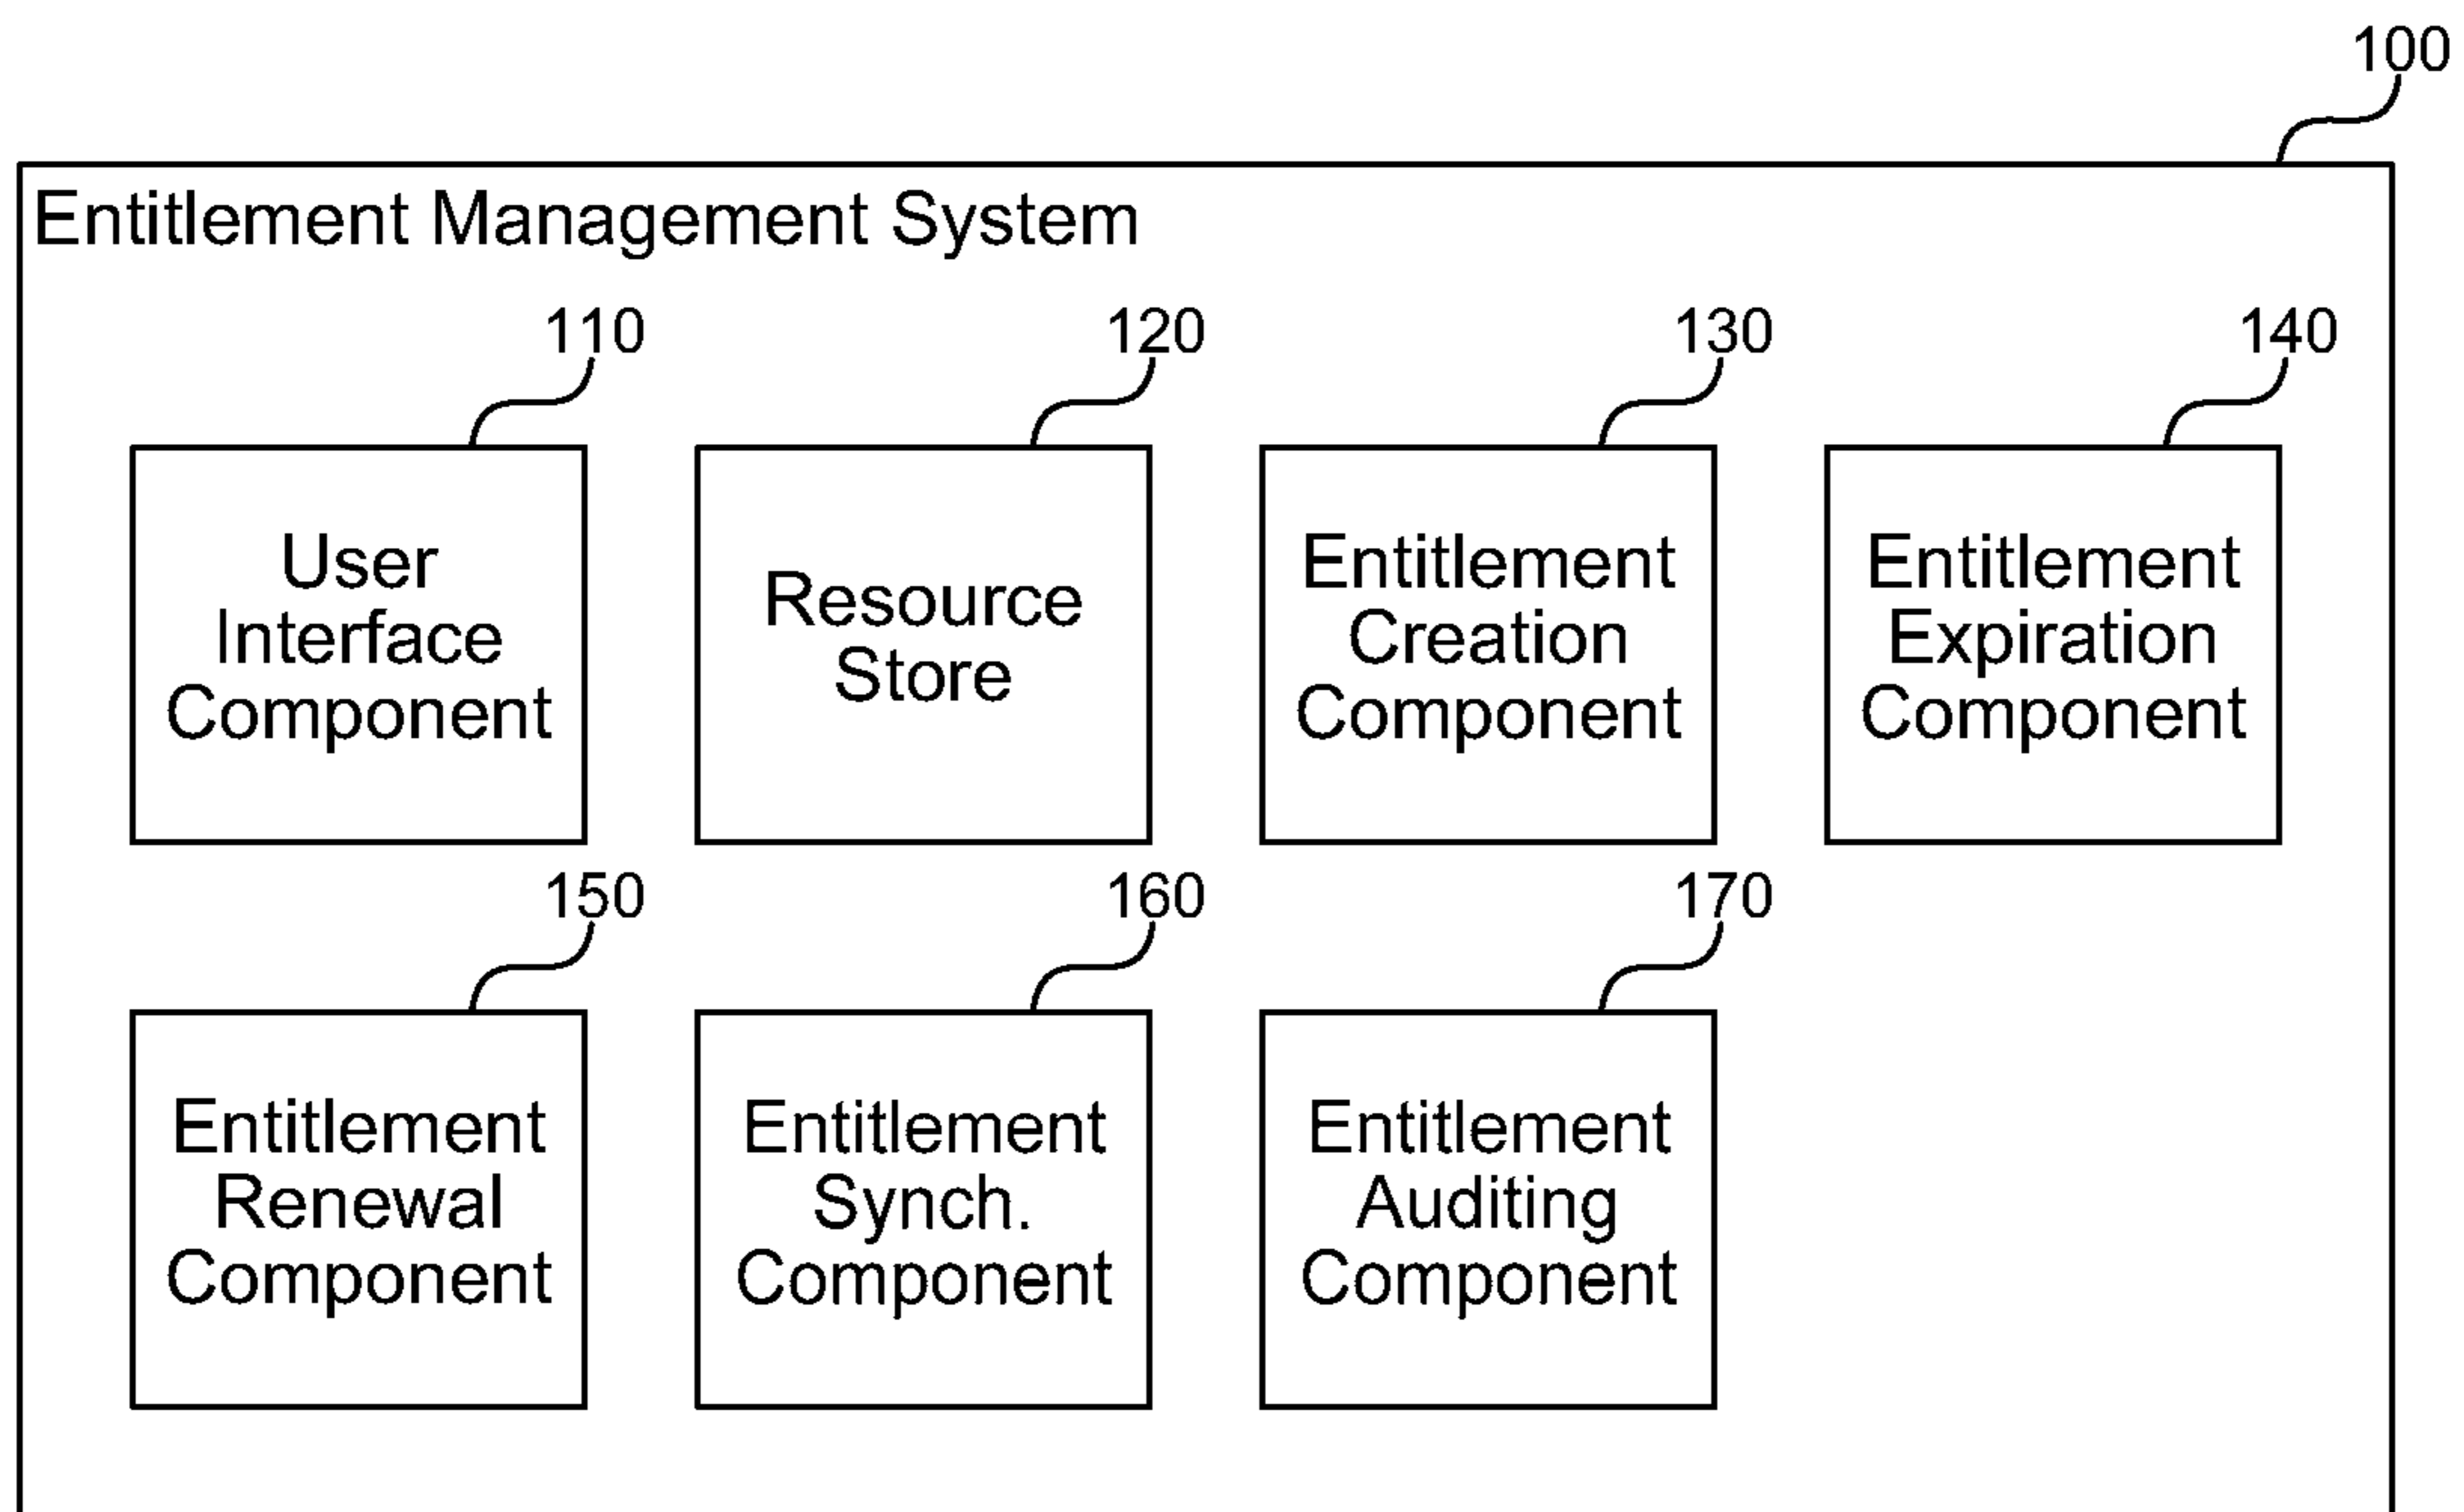 100
Entitlement Management System
110
120
130
140
User
Interface
Component
Resource
Store
Entitlement
Creation
Component
Entitlement
Expiration
Component
150
160
170
Entitlement
Renewal
Component
Entitlement
Synch.
Component
Entitlement
Auditing
Component